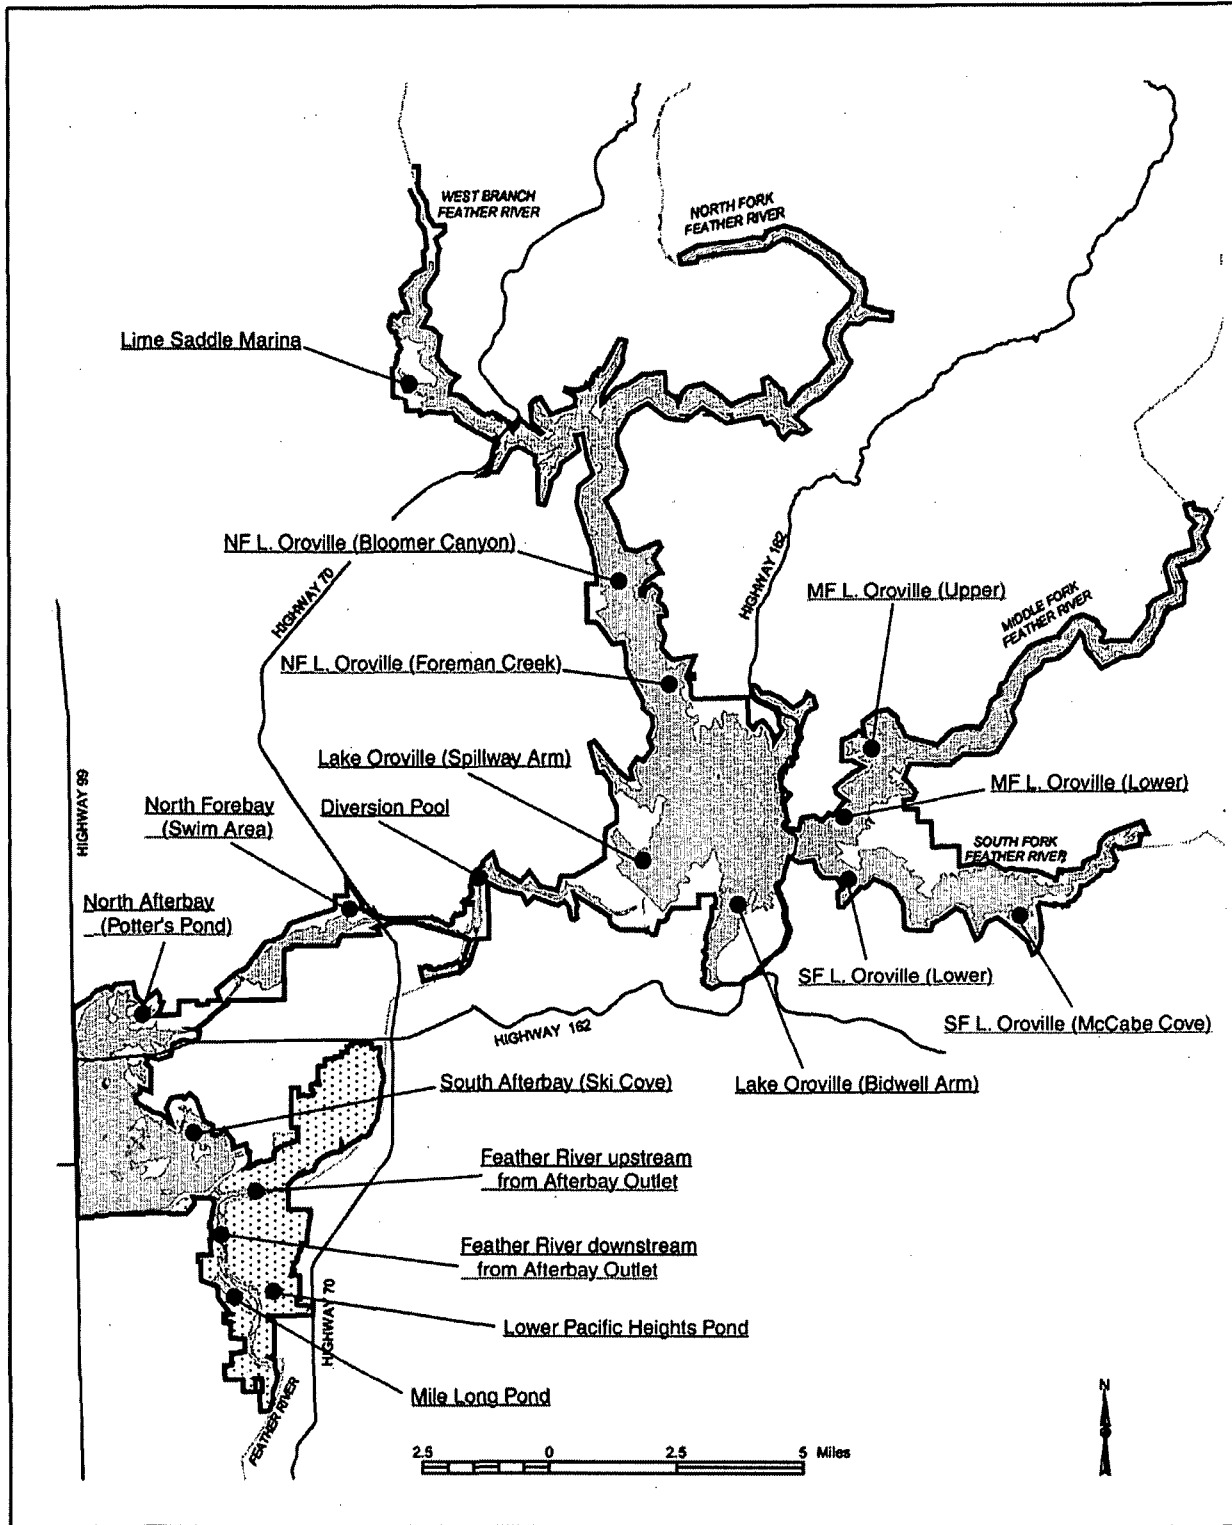 WEST BRANCH
FEATHER RIVER
NORTH FORK
FEATHER RIVER
Lime Saddle Marina
NF L. Oroville (Bloomer Canyon)
HIGHWAY 70
HIGHWAY 162
MF L. Oroville (Upper)
MIDDLE FORK
FEATHER RIVER
NF L. Oroville (Foreman Creek)
Lake Oroville (Spillway Arm)
MF L. Oroville (Lower)
HIGHWAY 99
North Forebay
(Swim Area)
Diversion Pool
SOUTH FORK
FEATHER RIVER
North Afterbay
(Potter's Pond)
SF L. Oroville (Lower)
SF L. Oroville (McCabe Cove)
HIGHWAY 162
South Afterbay (Ski Cove)
Lake Oroville (Bidwell Arm)
Feather River upstream
from Afterbay Outlet
Feather River downstream
from Afterbay Outlet
HIGHWAY 70
Lower Pacific Heights Pond
Mile Long Pond
FEATHER RIVER
N
2.5 0 2.5 5 Miles